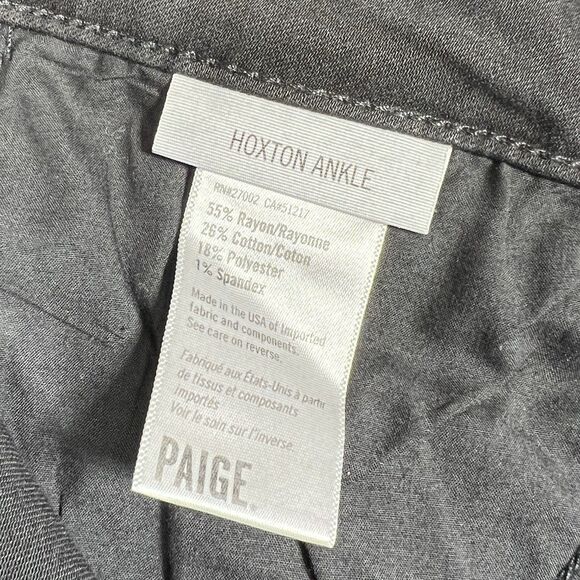 HOXTON ANKLE
RN#27002 CA#51217
55% Rayon/Rayonne
26% Cotton/Coton
18% Polyester
1% Spandex
Made in the USA of Imported
fabric and components.
See care on reverse.
Fabriqué aux États-Unis à partir
de tissus et composants
importés
Voir le soin sur l'inverse.
PAIGE.